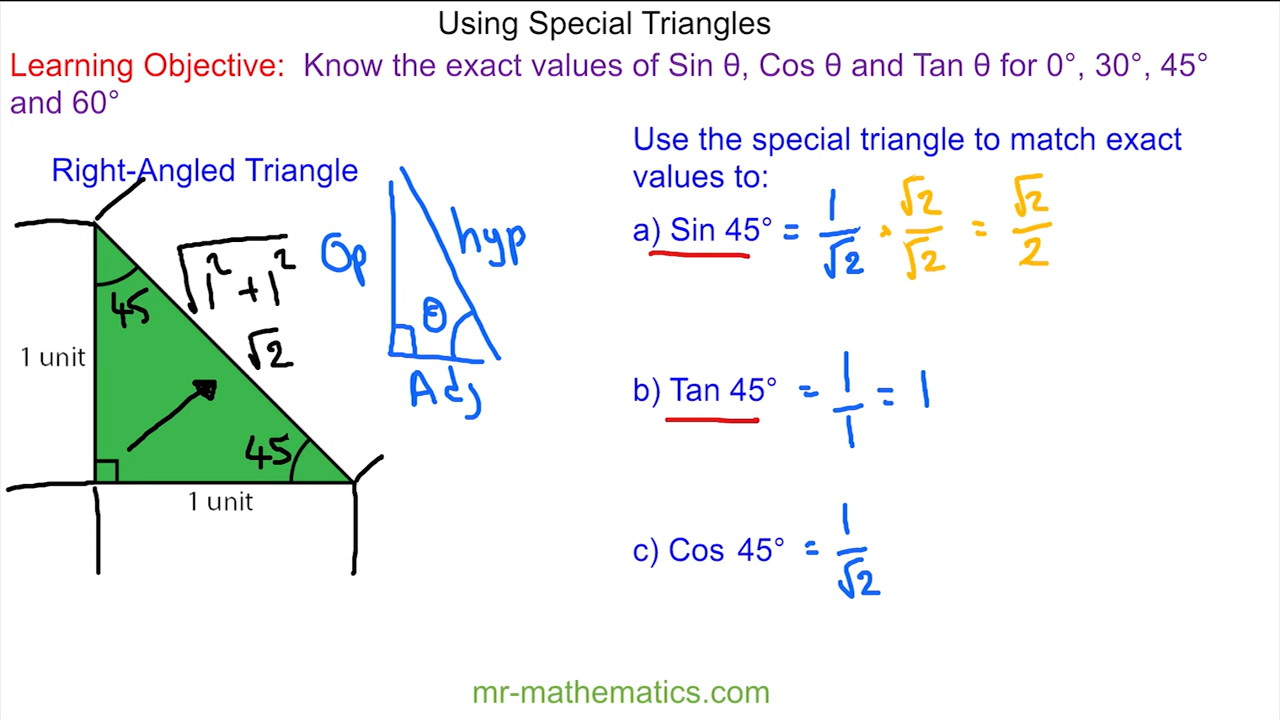 Using Special Triangles
Learning Objective: Know the exact values of Sin θ, Cos θ and Tan θ for 0°, 30°, 45°
and 60°
Right-Angled Triangle
45
√1² + 1²
√2
1 unit
45
1 unit
Op
hyp
θ
Adj
Use the special triangle to match exact
values to:
a) Sin 45° = 1/√2 × √2/√2 = √2/2
b) Tan 45° = 1/1 = 1
c) Cos 45° = 1/√2
mr-mathematics.com